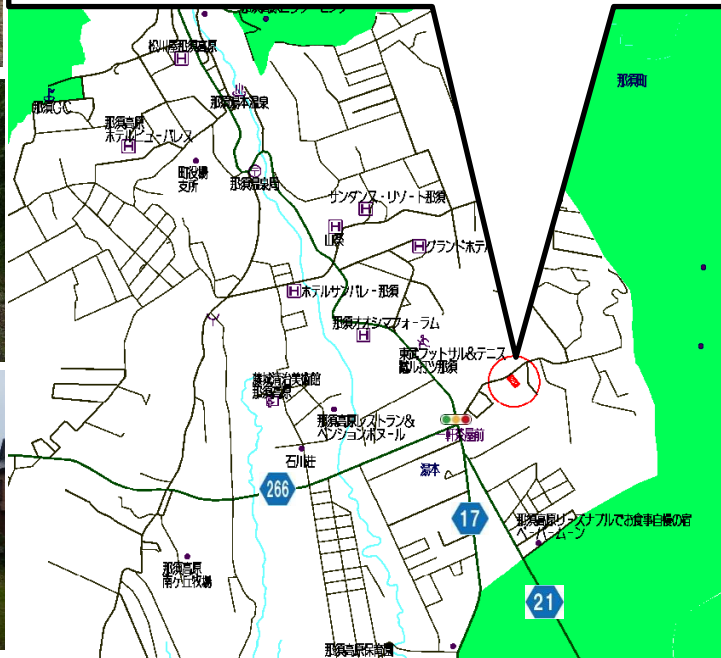 松川屋那須高原
那須町
那須GC
那須湯本温泉
那須高原
ホテルビューパレス
町役場
支所
那須温泉局
サンダンス・リゾート那須
山楽
グランドホテル
ホテルサンバレー那須
那須オオシマフォーラム
東武フットサル&テニス
藤城清治美術館
那須高原
那須高原レストラン&
ペンションボヌール
一軒茶屋前
石川荘
湯本
266
17
那須高原リーズナブルでお食事自慢の宿
ペーパームーン
那須高原
南ケ丘牧場
21
那須高原保育園